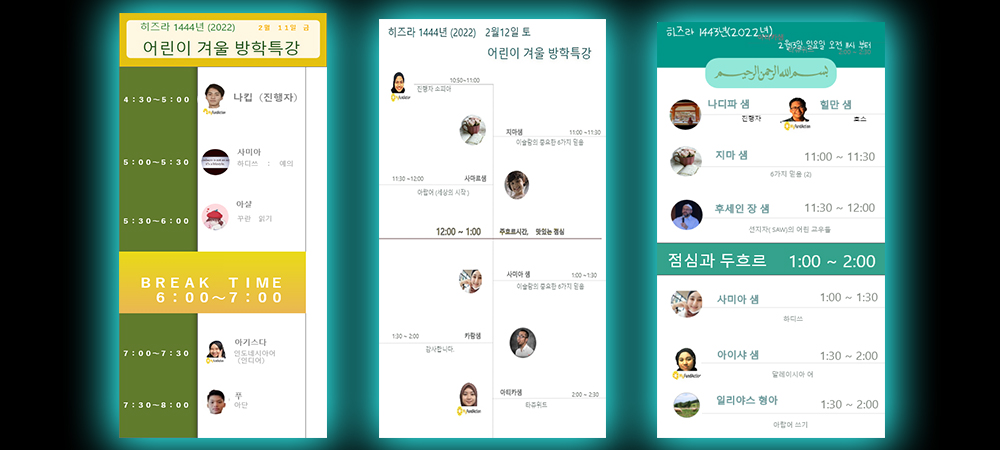 히즈라 1444년 (2022)
2월 11일 금
어린이 겨울 방학특강
4:30~5:00
나킵 (진행자)
5:00~5:30
사미아
하디쓰 : 예의
5:30~6:30
아샬
꾸란 읽기
BREAK TIME
6:00~7:00
7:00~7:30
아기스다
인도네시아어
(인디어)
7:30~8:00
루
아단
히즈라 1444년 (2022) 2월12일 토
어린이 겨울 방학특강
10:50~11:00
진행자 소피아
지마샘
11:00 ~11:30
이슬람의 중요한 6가지 믿음
11:30 ~12:00
사마르샘
아랍어 (세상의 시작 )
12:00 ~ 1:00
주흐르시간, 맛있는 점심
사미아 샘
1:00 ~1:30
이슬람의 중요한 6가지 믿음
1:30 ~ 2:00
카람샘
감사합니다.
아티카샘
2:00 ~ 2:30
타쥬위드
히즈라 1443년(2022년)
2월13일 일요일 오전 11시 부터
بسم الله الرحمن الرحيم
나디파 샘
진행자
힐만 샘
호스
지마 샘
11:00 ~ 11:30
6가지 믿음 (2)
후세인 장 샘
11:30 ~ 12:00
선지자( SAW)의 어린 교우들
점심과 두흐르 1:00 ~ 2:00
사미아 샘
1:00 ~ 1:30
하디쓰
아이샤 샘
1:30 ~ 2:00
말레이시아 어
일리야스 형아
1:30 ~ 2:00
아랍어 쓰기